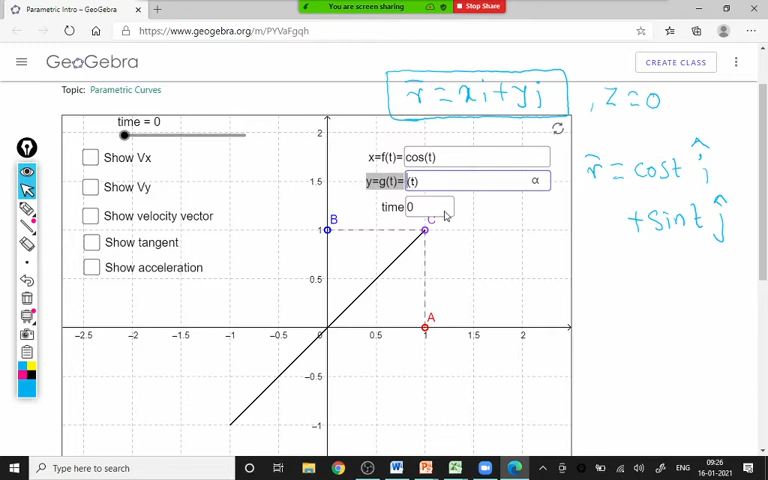 Parametric Intro – GeoGebra
You are screen sharing
Stop Share
https://www.geogebra.org/m/PYVaFgqh
GeoGebra
CREATE CLASS
Topic: Parametric Curves
r = xi + yj , z = 0
time = 0
Show Vx
Show Vy
Show velocity vector
Show tangent
Show acceleration
x=f(t)= cos(t)
y=g(t)= (t) α
time 0
r̄ = cost î
+ sint ĵ
B
C
A
2
1.5
1
0.5
0
−0.5
−1
−2.5
−2
−1.5
−1
−0.5
0.5
1
1.5
2
Type here to search
ENG
09:26
16-01-2021